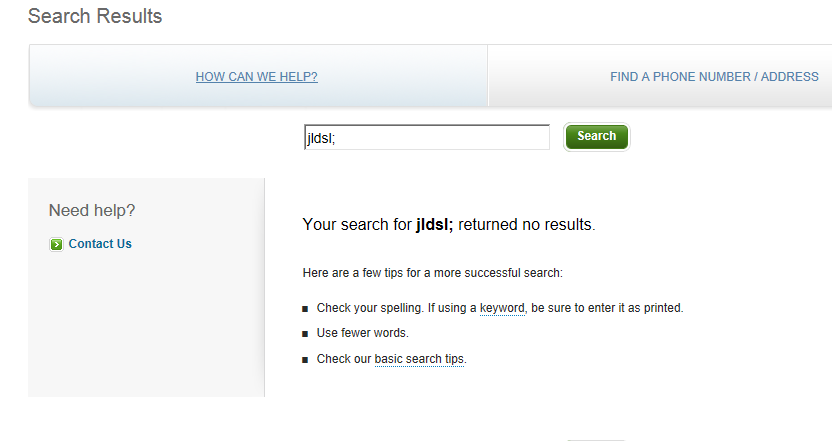 Search Results
HOW CAN WE HELP?
FIND A PHONE NUMBER / ADDRESS
jldsl;
Search
Need help?
Contact Us
Your search for jldsl; returned no results.
Here are a few tips for a more successful search:
Check your spelling. If using a keyword, be sure to enter it as printed.
Use fewer words.
Check our basic search tips.